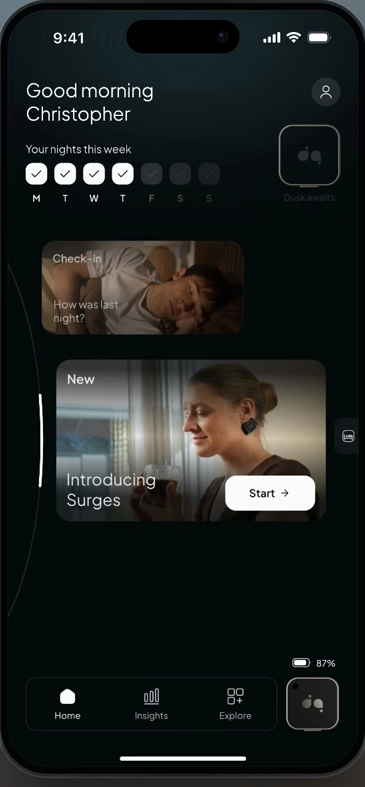 9:41
Good morning
Christopher
Your nights this week
M T W T F S S
Dusk awaits
Check-in
How was last
night?
New
Introducing
Surges
Start →
87%
Home
Insights
Explore